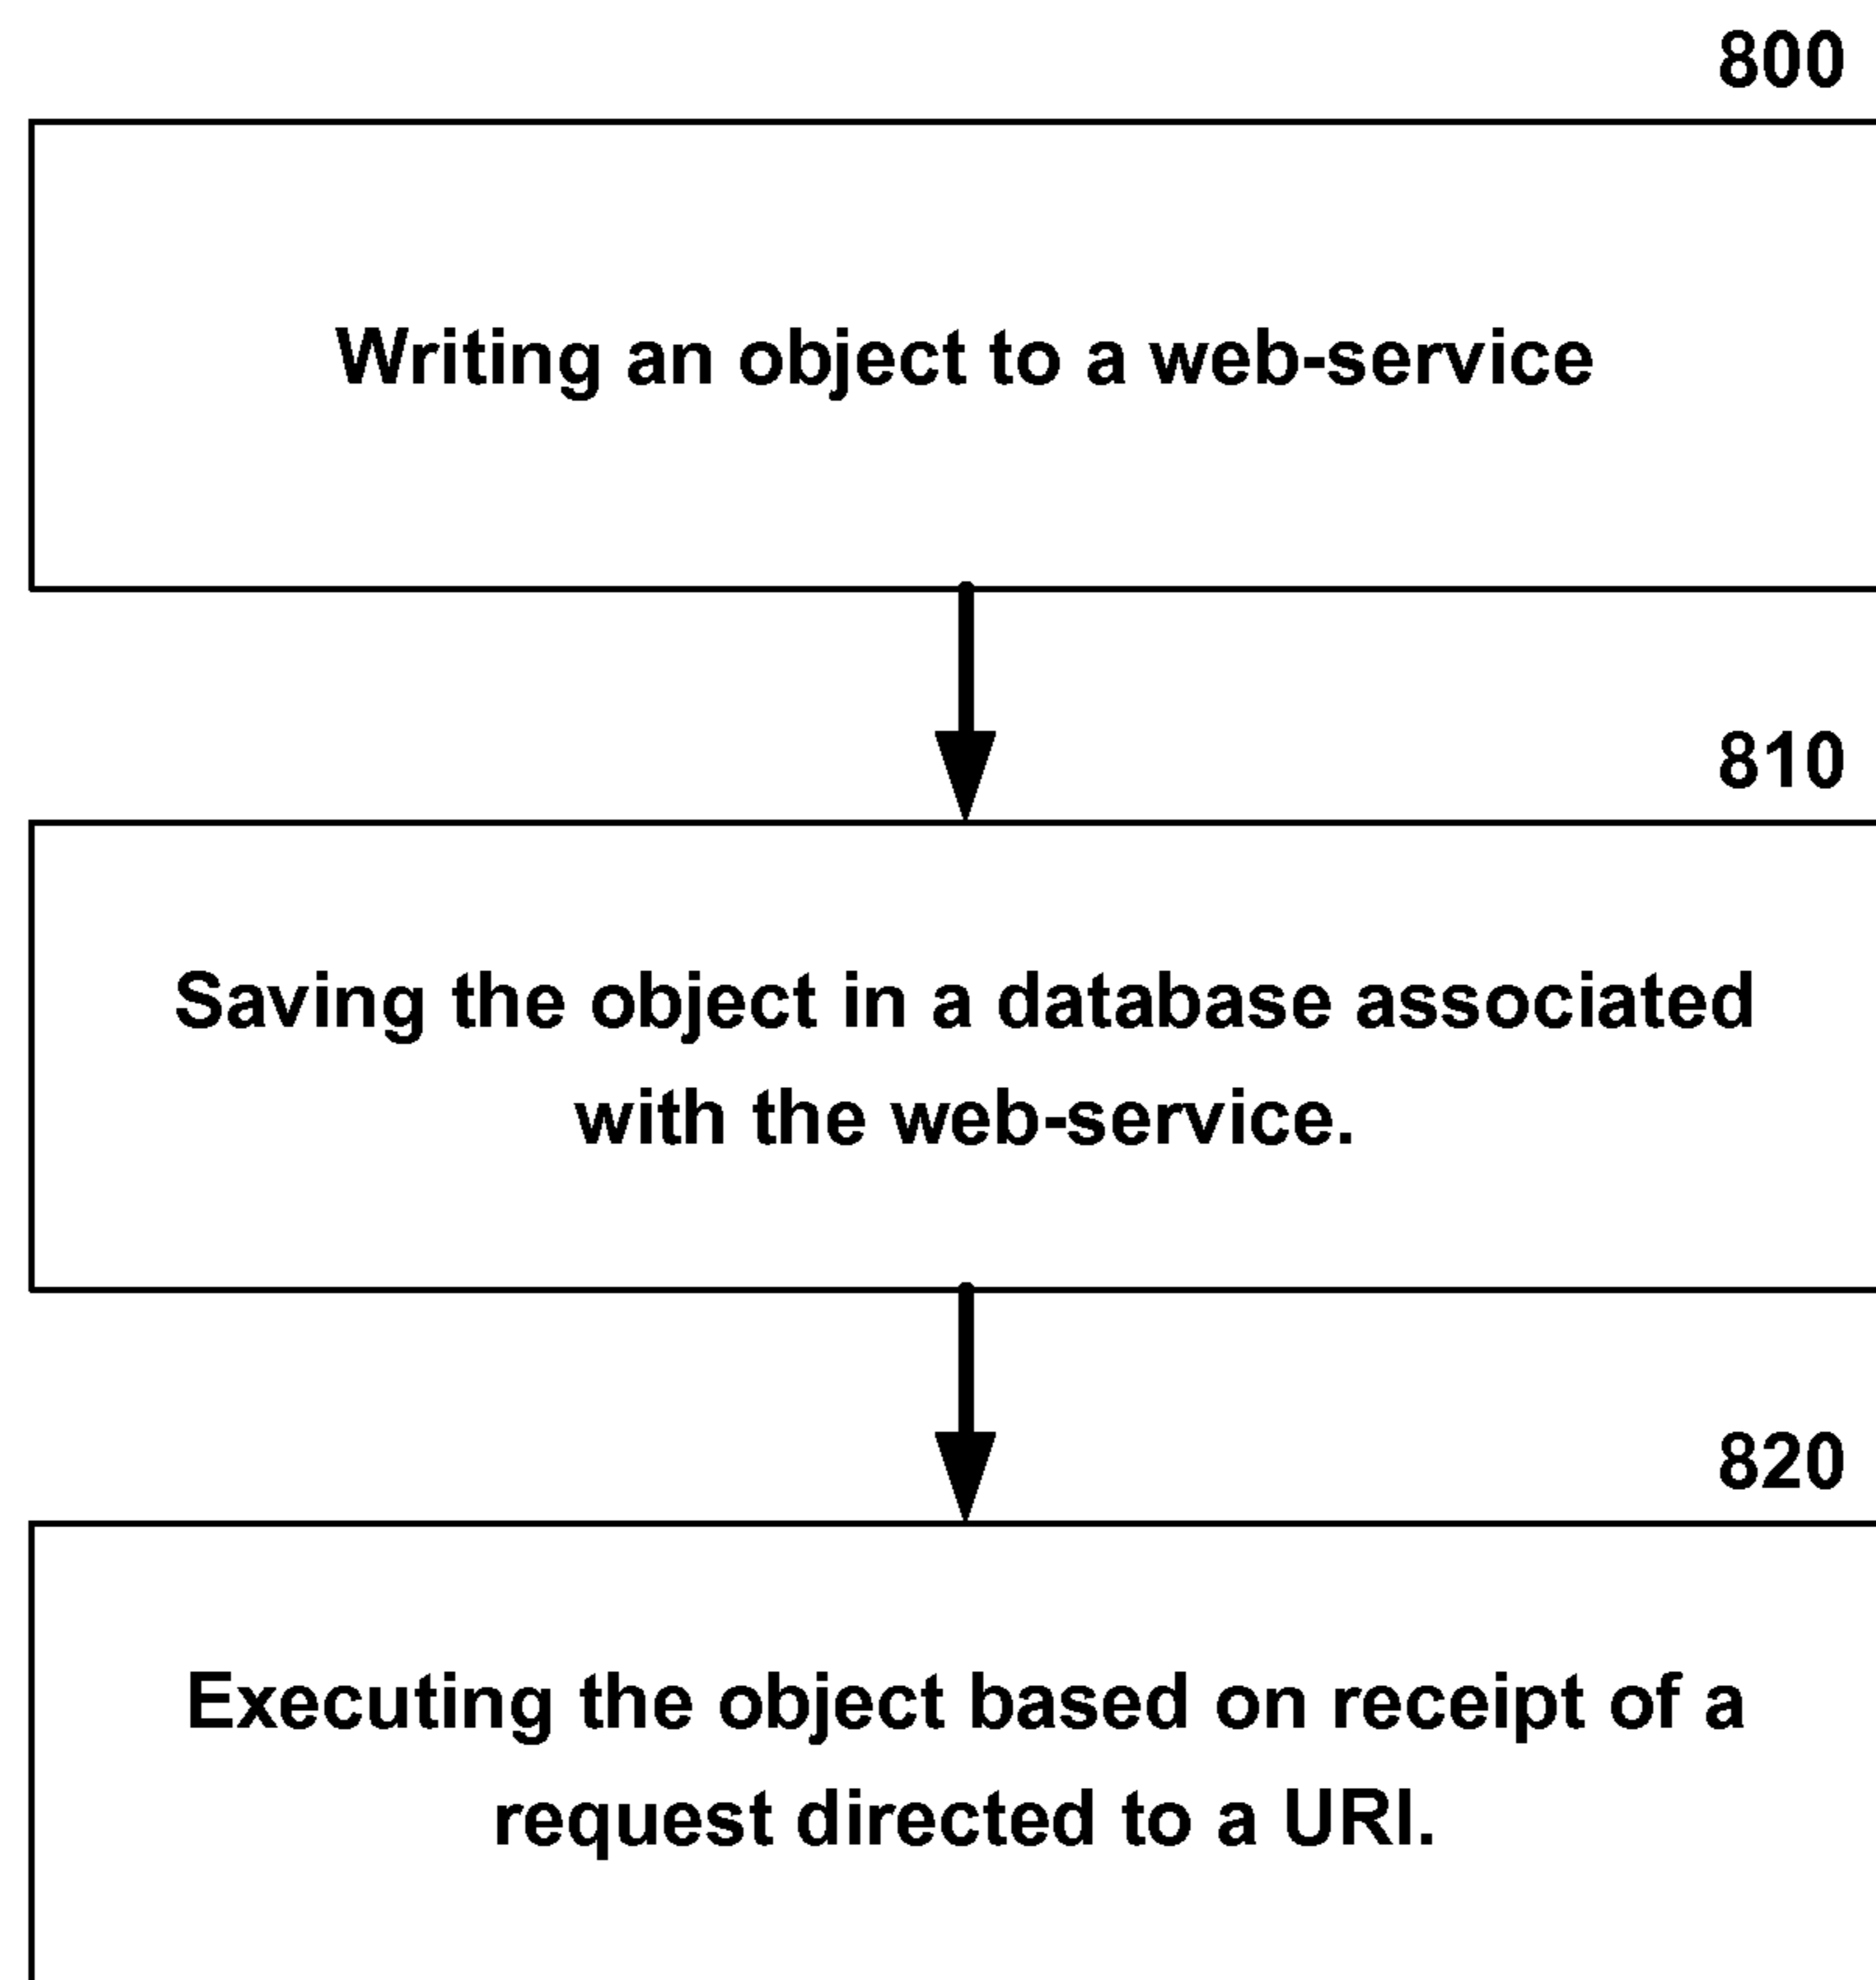 800
Writing an object to a web-service
810
Saving the object in a database associated
with the web-service.
820
Executing the object based on receipt of a
request directed to a URI.